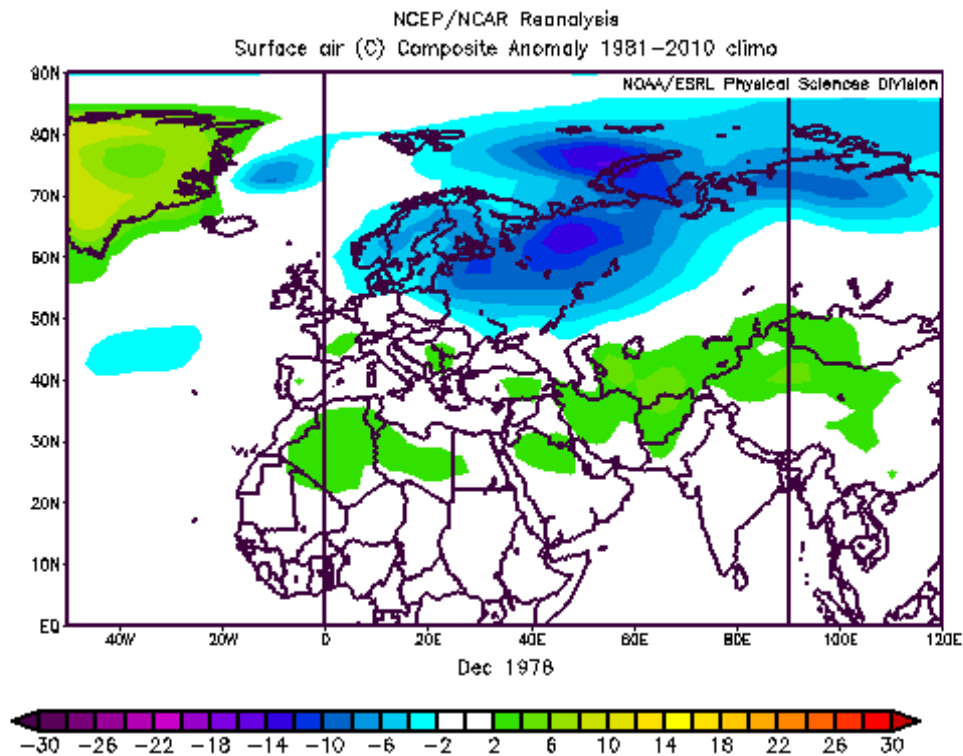 NCEP/NCAR Reanalysis
Surface air (C) Composite Anomaly 1981-2010 clima
NOAA/ESRL Physical Sciences Division
90N
80N
70N
60N
50N
40N
30N
20N
10N
EQ
40W 20W 0 20E 40E 60E 80E 100E 120E
Dec 1978
-30 -26 -22 -18 -14 -10 -6 -2 2 6 10 14 18 22 26 30